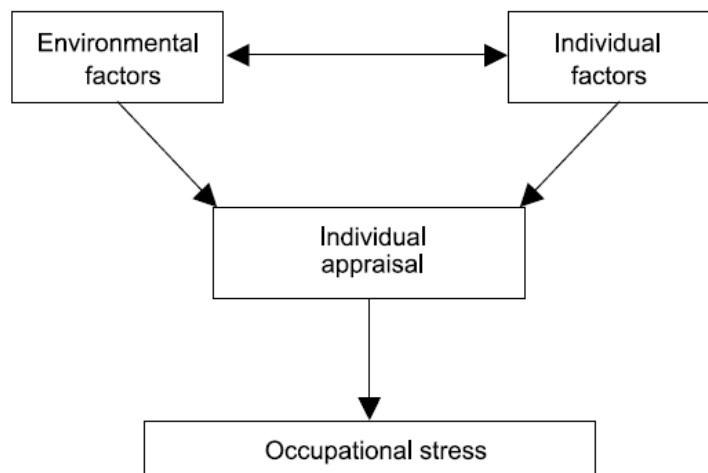 Environmental
factors
Individual
factors
Individual
appraisal
Occupational stress